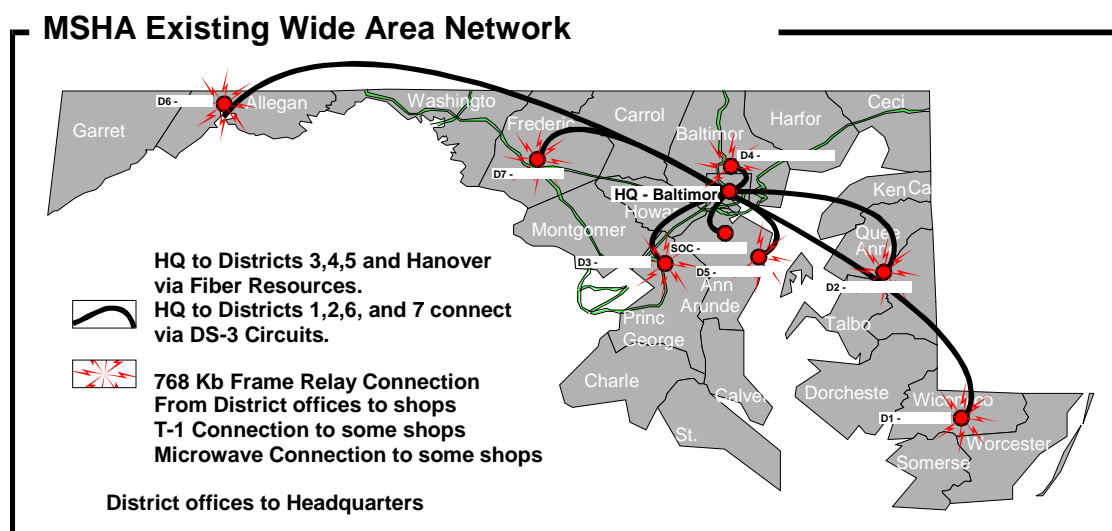 MSHA Existing Wide Area Network
D6 -
Allegan
Garret
Washingto
Frederic
Carrol
Baltimor
Harfor
Ceci
D4 -
D7 -
HQ - Baltimore
Howar
Ken
Ca
Montgomer
SOC -
Quee
Ann
D3 -
D5 -
Ann
Arunde
D2 -
Princ
George
Talbo
Charle
Calver
Dorcheste
Wicomico
D1 -
St.
Worcester
Somerse
HQ to Districts 3,4,5 and Hanover
via Fiber Resources.
HQ to Districts 1,2,6, and 7 connect
via DS-3 Circuits.
768 Kb Frame Relay Connection
From District offices to shops
T-1 Connection to some shops
Microwave Connection to some shops
District offices to Headquarters